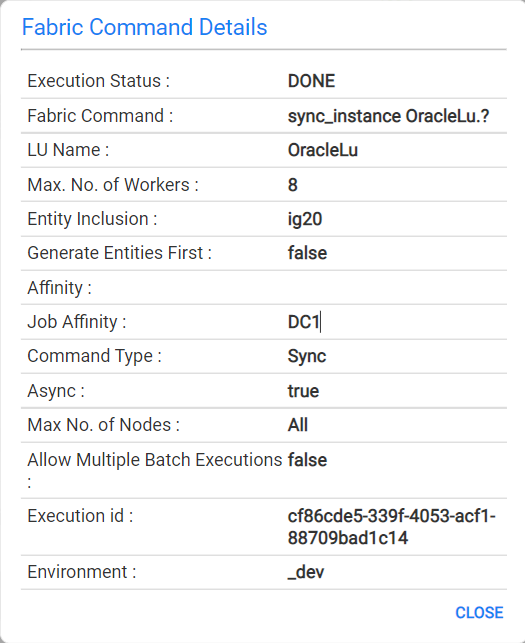 Fabric Command Details
Execution Status : DONE
Fabric Command : sync_instance OracleLu.?
LU Name : OracleLu
Max. No. of Workers : 8
Entity Inclusion : ig20
Generate Entities First : false
Affinity :
Job Affinity : DC1
Command Type : Sync
Async : true
Max No. of Nodes : All
Allow Multiple Batch Executions false
:
Execution id : cf86cde5-339f-4053-acf1-
88709bad1c14
Environment : _dev
CLOSE